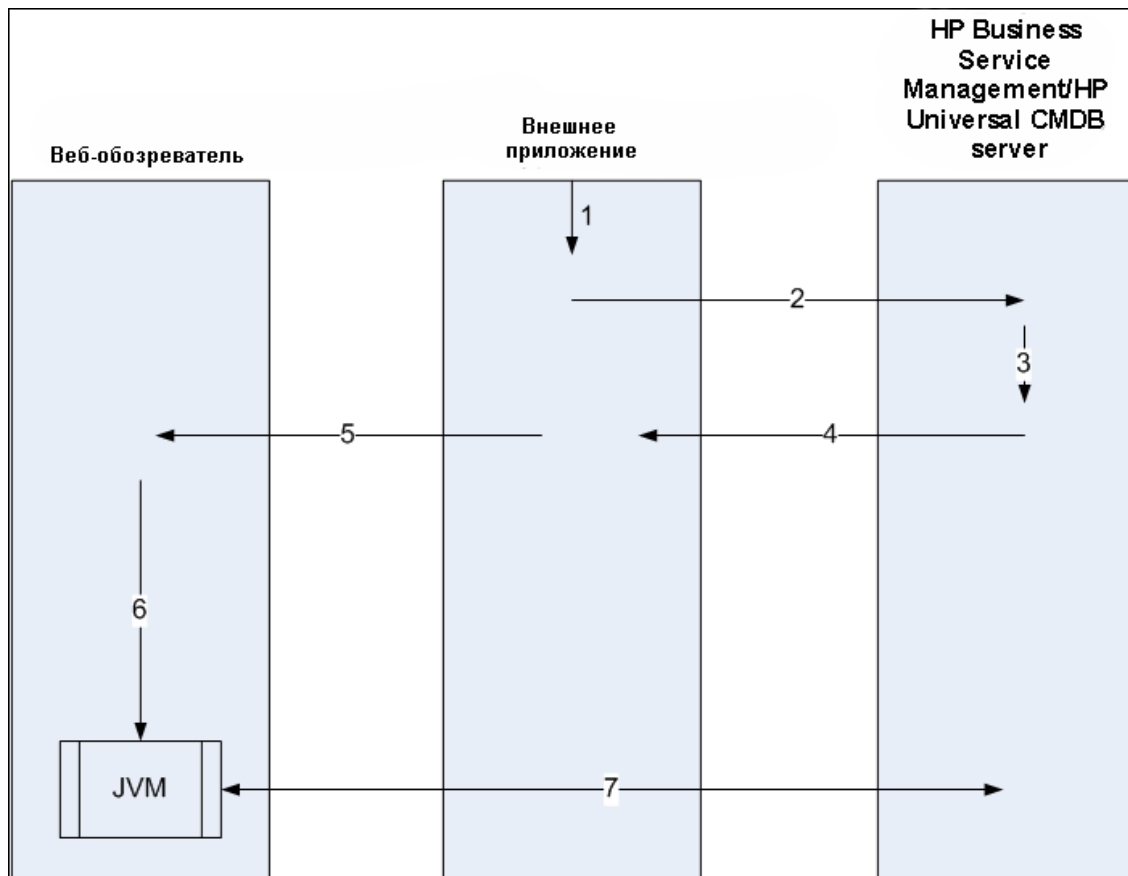 HP Business
Service
Management/HP
Universal CMDB
server
Внешнее
приложение
Веб-обозреватель
1
2
3
4
5
6
7
JVM